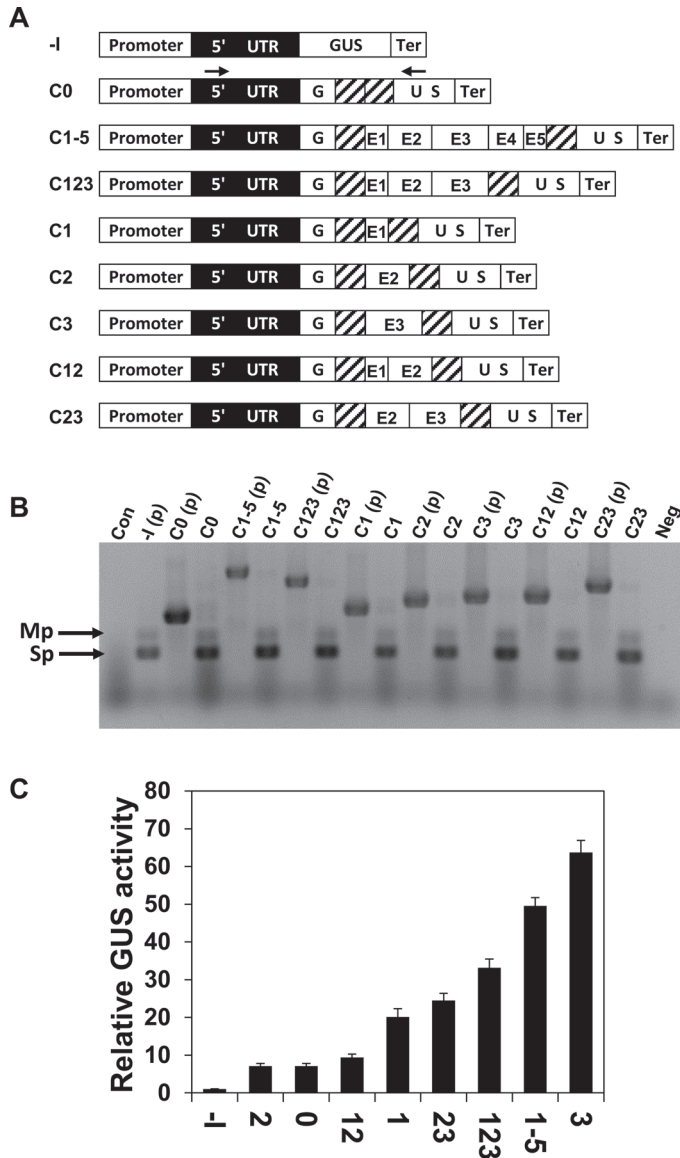 A
-I Promoter 5' UTR GUS Ter
C0 Promoter 5' UTR G U S Ter
C1-5 Promoter 5' UTR G E1 E2 E3 E4 E5 U S Ter
C123 Promoter 5' UTR G E1 E2 E3 U S Ter
C1 Promoter 5' UTR G E1 U S Ter
C2 Promoter 5' UTR G E2 U S Ter
C3 Promoter 5' UTR G E3 U S Ter
C12 Promoter 5' UTR G E1 E2 U S Ter
C23 Promoter 5' UTR G E2 E3 U S Ter
B
Con -I (p) C0 (p) C0 C1-5 (p) C1-5 C123 (p) C123 C1 (p) C1 C2 (p) C2 C3 (p) C3 C12 (p) C12 C23 (p) C23 Neg
Mp
Sp
C
Relative GUS activity
80
70
60
50
40
30
20
10
0
-I 2 0 12 1 23 123 1-5 3